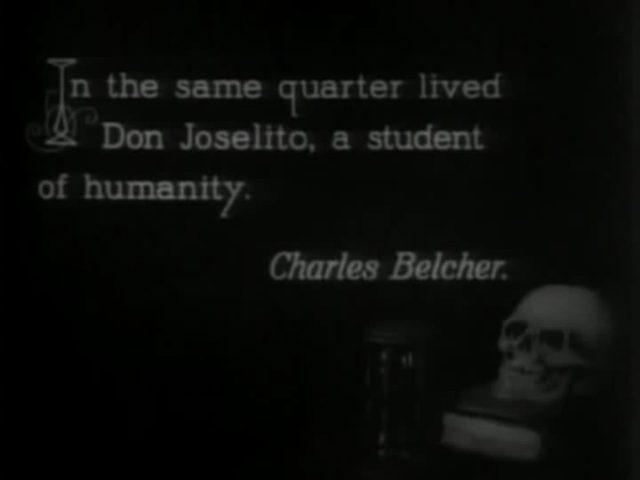 In the same quarter lived
Don Joselito, a student
of humanity.
Charles Belcher.